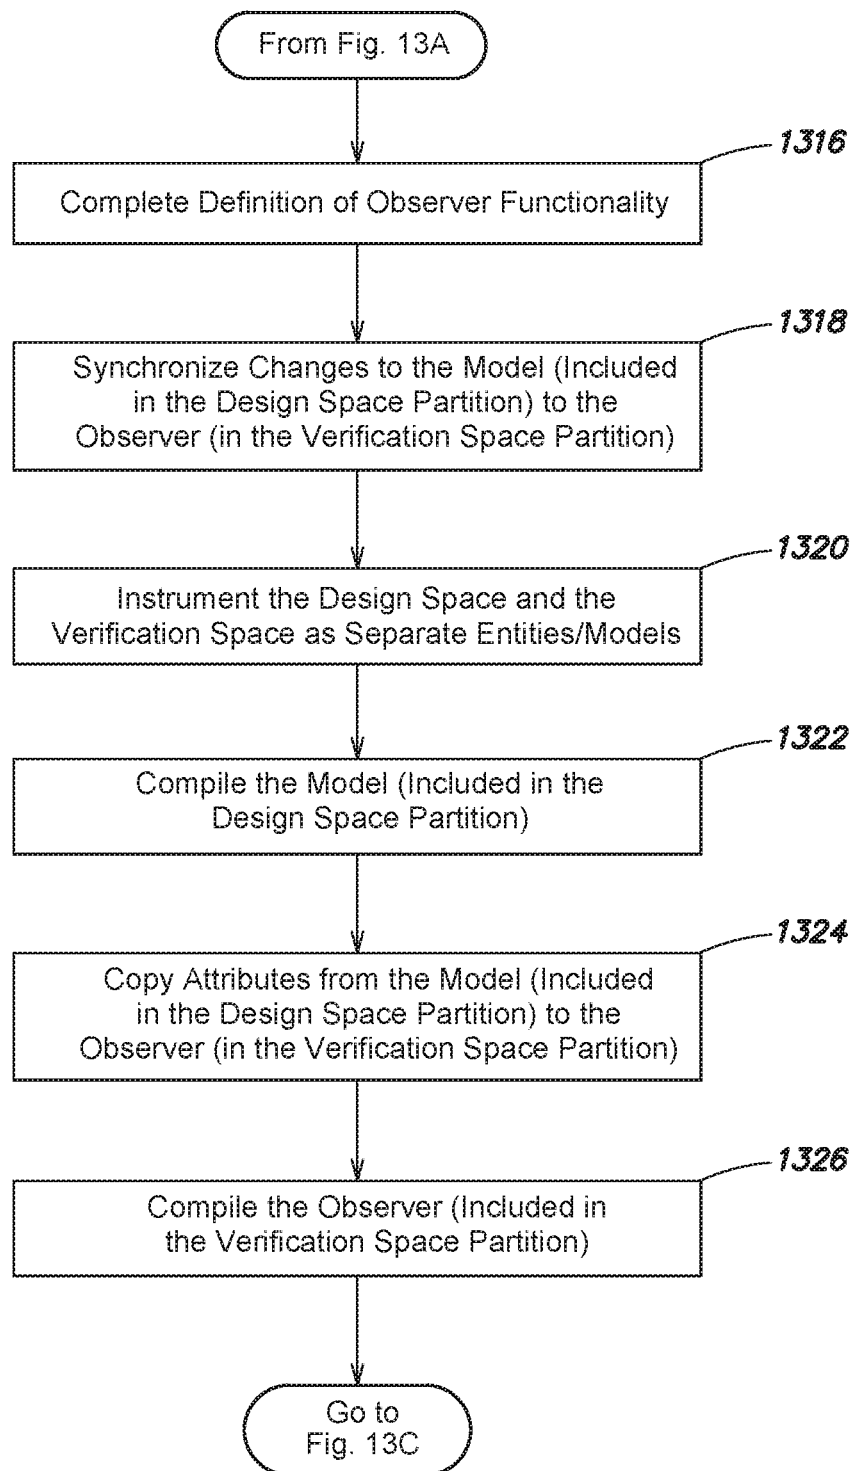 From Fig. 13A
1316
Complete Definition of Observer Functionality
1318
Synchronize Changes to the Model (Included
in the Design Space Partition) to the
Observer (in the Verification Space Partition)
1320
Instrument the Design Space and the
Verification Space as Separate Entities/Models
1322
Compile the Model (Included in the
Design Space Partition)
1324
Copy Attributes from the Model (Included
in the Design Space Partition) to the
Observer (in the Verification Space Partition)
1326
Compile the Observer (Included in
the Verification Space Partition)
Go to
Fig. 13C